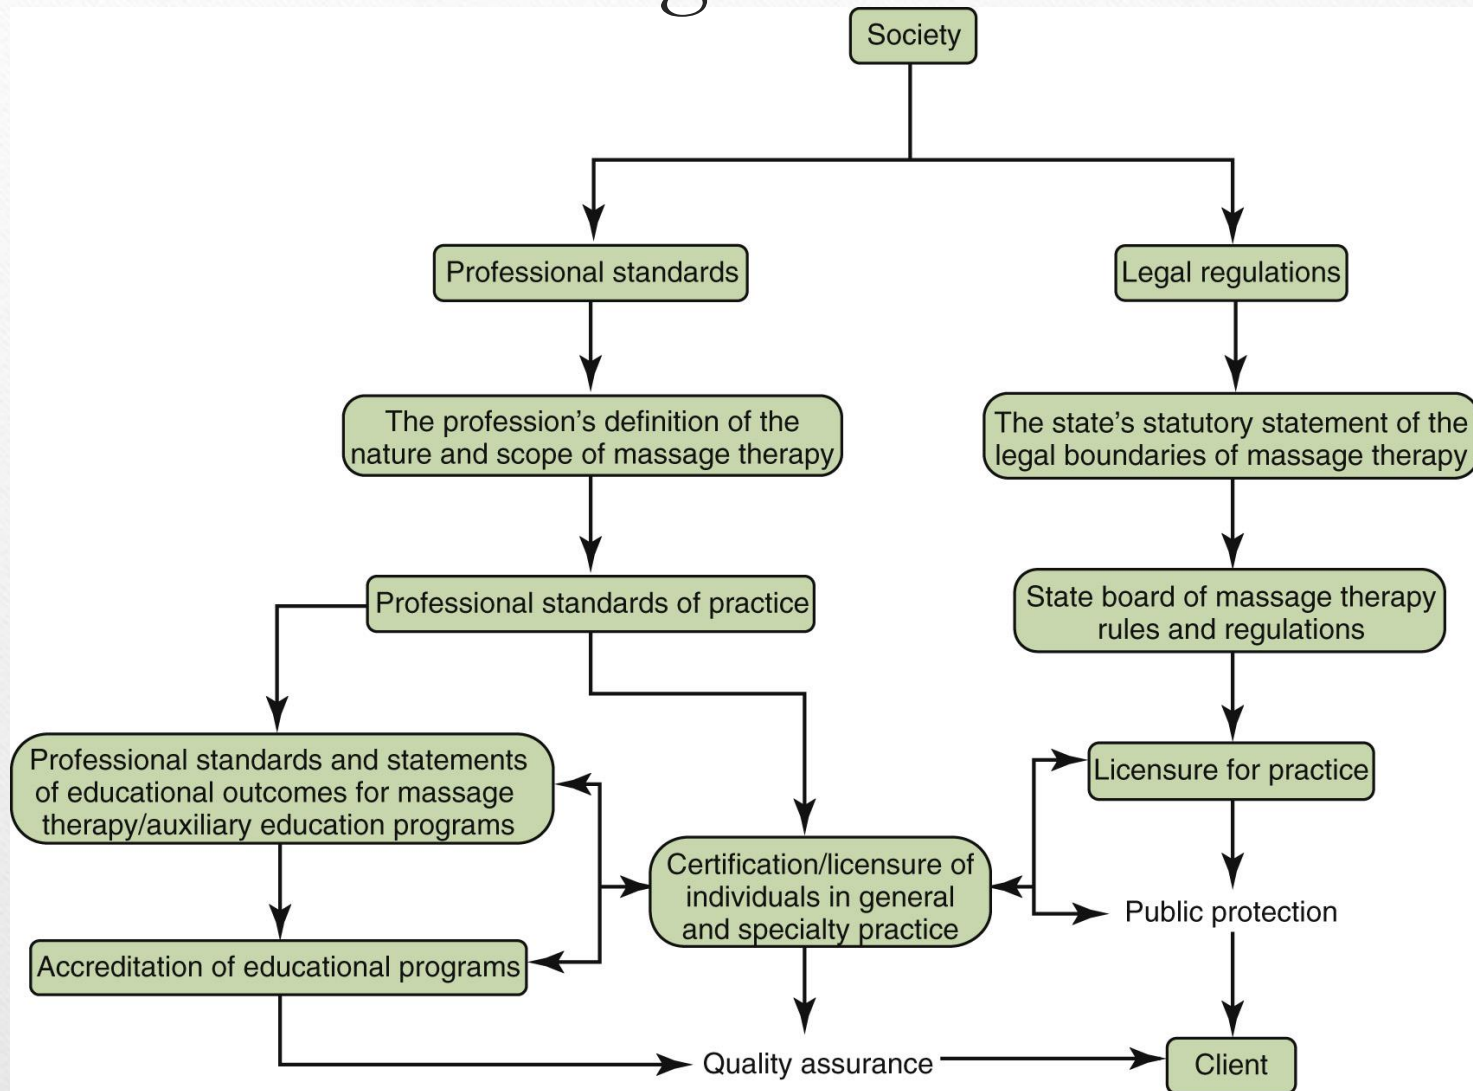 Society
Professional standards
Legal regulations
The profession's definition of the
nature and scope of massage therapy
The state's statutory statement of the
legal boundaries of massage therapy
Professional standards of practice
State board of massage therapy
rules and regulations
Professional standards and statements
of educational outcomes for massage
therapy/auxiliary education programs
Licensure for practice
Certification/licensure of
individuals in general
and specialty practice
Public protection
Accreditation of educational programs
Quality assurance
Client